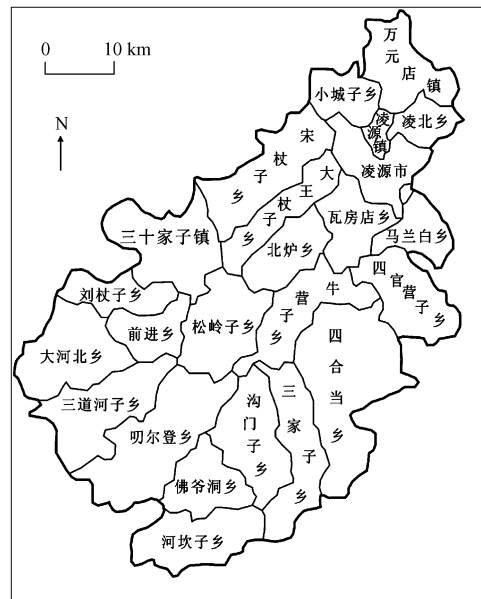 0 10 km
N
万元店镇
小城子乡
凌源镇
凌北乡
宋杖子乡
凌源市
大王杖子乡
瓦房店乡
马兰白乡
三十家子镇
北炉乡
四官营子乡
刘杖子乡
牛营子乡
前进乡
松岭子乡
大河北乡
四合当乡
三道河子乡
沟门子乡
三家子乡
叨尔登乡
佛爷洞乡
河坎子乡